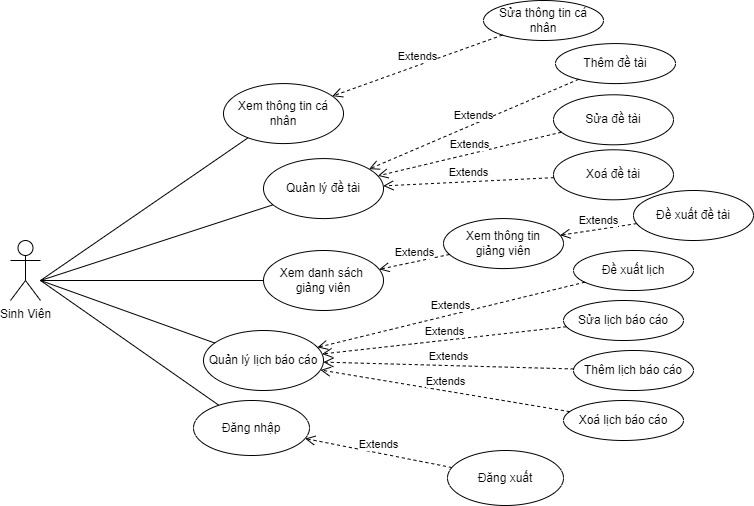 Sửa thông tin cá
nhân
Extends
Thêm đề tài
Xem thông tin cá
nhân
Extends
Sửa đề tài
Extends
Extends
Xoá đề tài
Quản lý đề tài
Đề xuất đề tài
Extends
Xem thông tin
giảng viên
Extends
Xem danh sách
giảng viên
Đề xuất lịch
Sinh Viên
Extends
Sửa lịch báo cáo
Extends
Quản lý lịch báo cáo
Extends
Thêm lịch báo cáo
Extends
Xoá lịch báo cáo
Đăng nhập
Extends
Đăng xuất